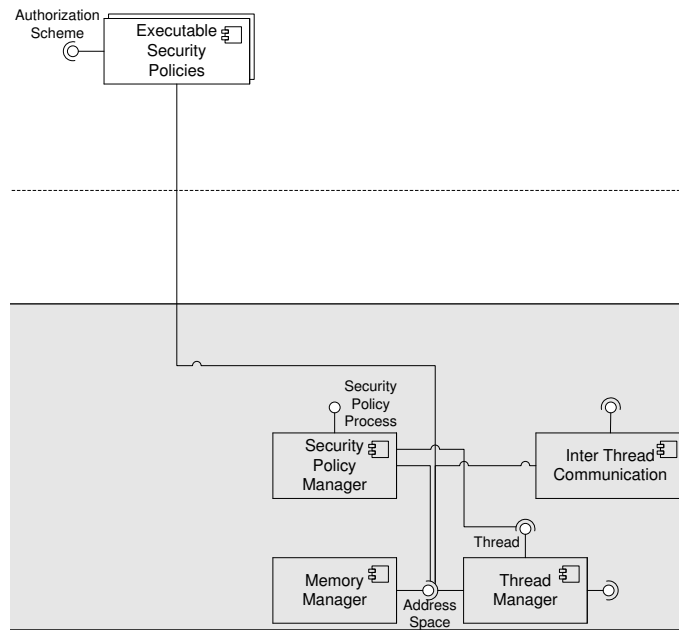 Authorization
Scheme
Executable
Security
Policies
Security
Policy
Process
Security
Policy
Manager
Inter Thread
Communication
Thread
Memory
Manager
Address
Space
Thread
Manager